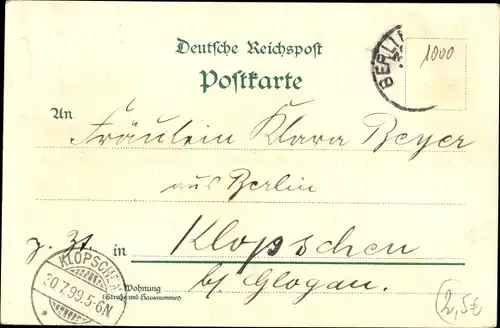 Deutsche Reichspost
Postkarte
BERLIN
1000
An
Fräulein Klara Beyer
aus Berlin
z. Zt. in Klopschen
b/ Glogau.
Wohnung
(Straße und Hausnummer)
KLOPSCHEN
30.7.99.5-6N
*
2,5€